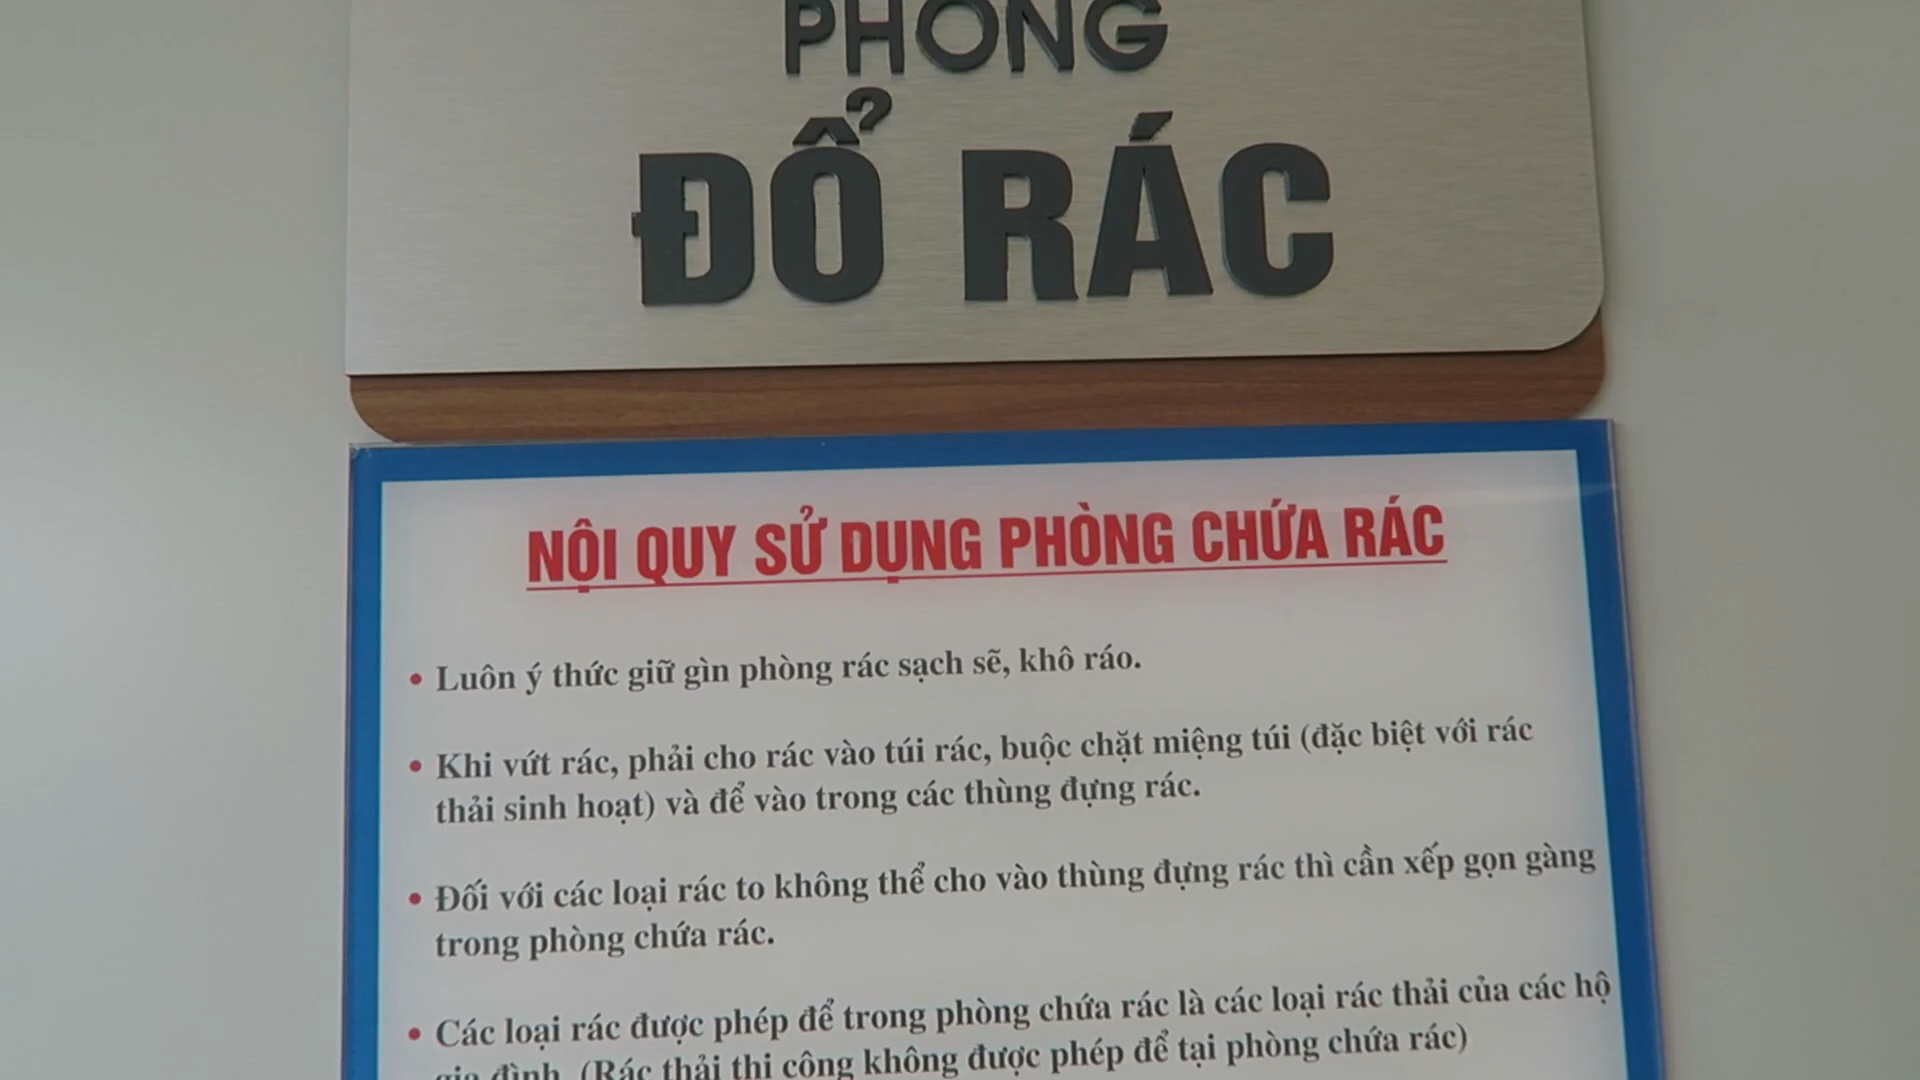 PHÒNG
ĐỔ RÁC
NỘI QUY SỬ DỤNG PHÒNG CHỨA RÁC
• Luôn ý thức giữ gìn phòng rác sạch sẽ, khô ráo.
• Khi vứt rác, phải cho rác vào túi rác, buộc chặt miệng túi (đặc biệt với rác
thải sinh hoạt) và để vào trong các thùng đựng rác.
• Đối với các loại rác to không thể cho vào thùng đựng rác thì cần xếp gọn gàng
trong phòng chứa rác.
• Các loại rác được phép để trong phòng chứa rác là các loại rác thải của các hộ
gia đình. (Rác thải thi công không được phép để tại phòng chứa rác)